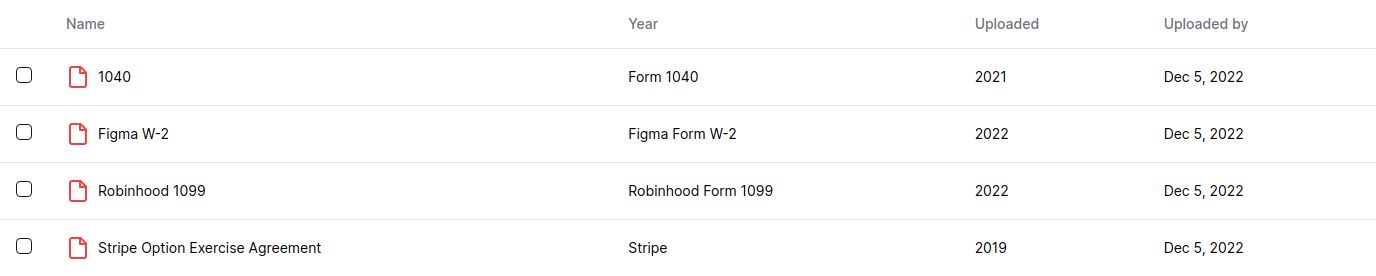 Name Year Uploaded Uploaded by
1040 Form 1040 2021 Dec 5, 2022
Figma W-2 Figma Form W-2 2022 Dec 5, 2022
Robinhood 1099 Robinhood Form 1099 2022 Dec 5, 2022
Stripe Option Exercise Agreement Stripe 2019 Dec 5, 2022